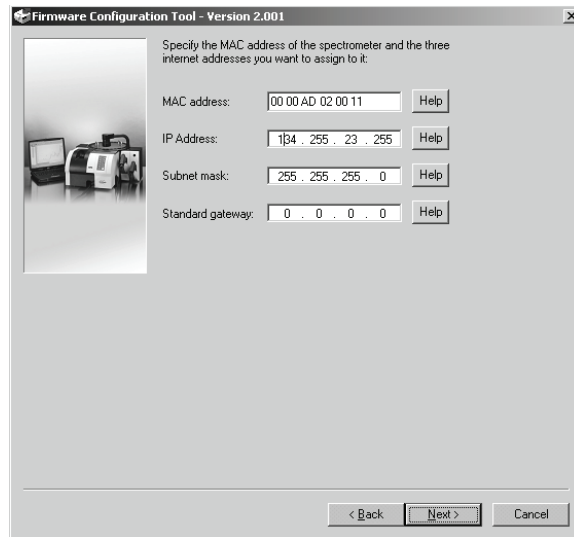 Firmware Configuration Tool - Version 2.001
Specify the MAC address of the spectrometer and the three
internet addresses you want to assign to it:
MAC address: 00 00 AD 02 00 11 Help
IP Address: 134 . 255 . 23 . 255 Help
Subnet mask: 255 . 255 . 255 . 0 Help
Standard gateway: 0 . 0 . 0 . 0 Help
< Back Next > Cancel